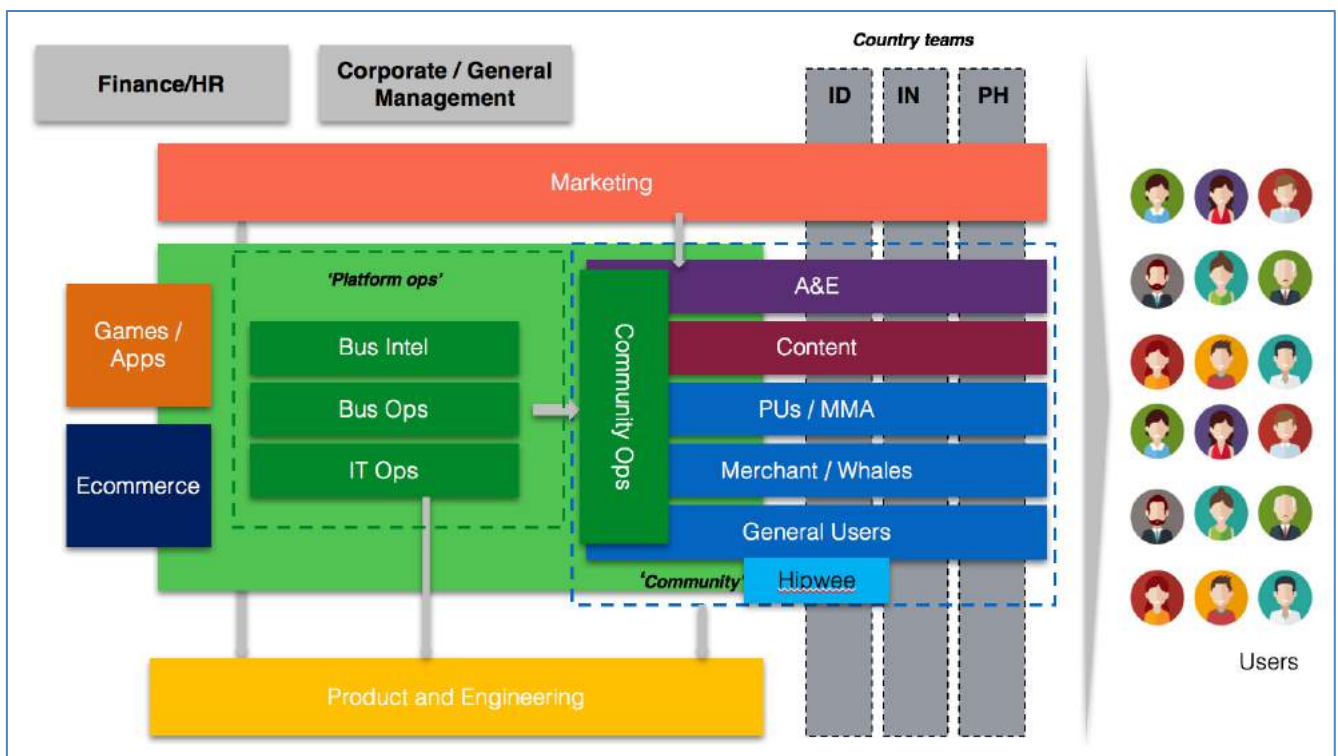 Country teams
Finance/HR
Corporate / General
Management
ID
IN
PH
Marketing
'Platform ops'
Games /
Apps
Bus Intel
Bus Ops
IT Ops
Ecommerce
Community Ops
A&E
Content
PUs / MMA
Merchant / Whales
General Users
'Community'
Hipwee
Product and Engineering
Users